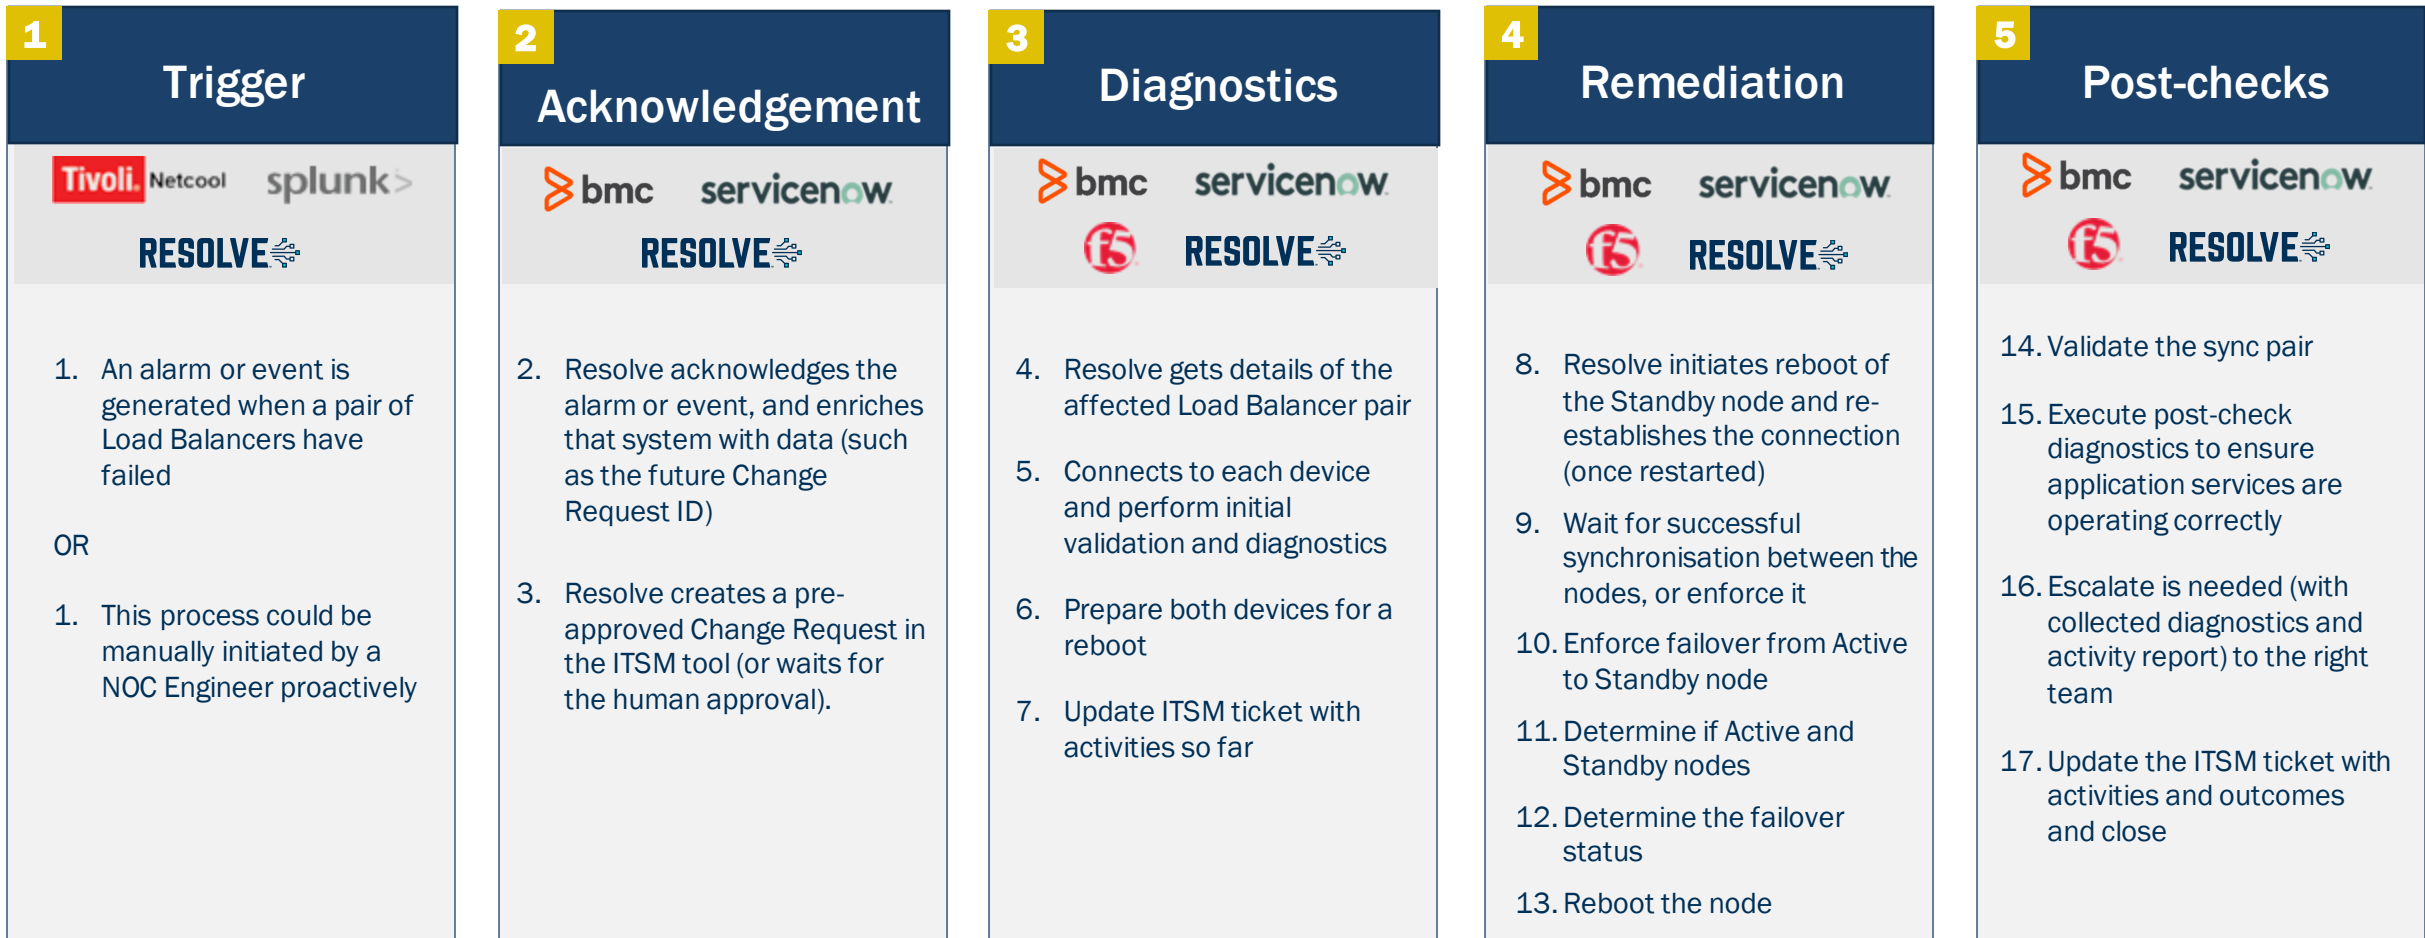 1
Trigger
Tivoli. Netcool splunk>
RESOLVE
1. An alarm or event is
generated when a pair of
Load Balancers have
failed
OR
1. This process could be
manually initiated by a
NOC Engineer proactively
2
Acknowledgement
bmc servicenow
RESOLVE
2. Resolve acknowledges the
alarm or event, and enriches
that system with data (such
as the future Change
Request ID)
3. Resolve creates a pre-
approved Change Request in
the ITSM tool (or waits for
the human approval).
3
Diagnostics
bmc servicenow
f5 RESOLVE
4. Resolve gets details of the
affected Load Balancer pair
5. Connects to each device
and perform initial
validation and diagnostics
6. Prepare both devices for a
reboot
7. Update ITSM ticket with
activities so far
4
Remediation
bmc servicenow
f5 RESOLVE
8. Resolve initiates reboot of
the Standby node and re-
establishes the connection
(once restarted)
9. Wait for successful
synchronisation between the
nodes, or enforce it
10. Enforce failover from Active
to Standby node
11. Determine if Active and
Standby nodes
12. Determine the failover
status
13. Reboot the node
5
Post-checks
bmc servicenow
f5 RESOLVE
14. Validate the sync pair
15. Execute post-check
diagnostics to ensure
application services are
operating correctly
16. Escalate is needed (with
collected diagnostics and
activity report) to the right
team
17. Update the ITSM ticket with
activities and outcomes
and close